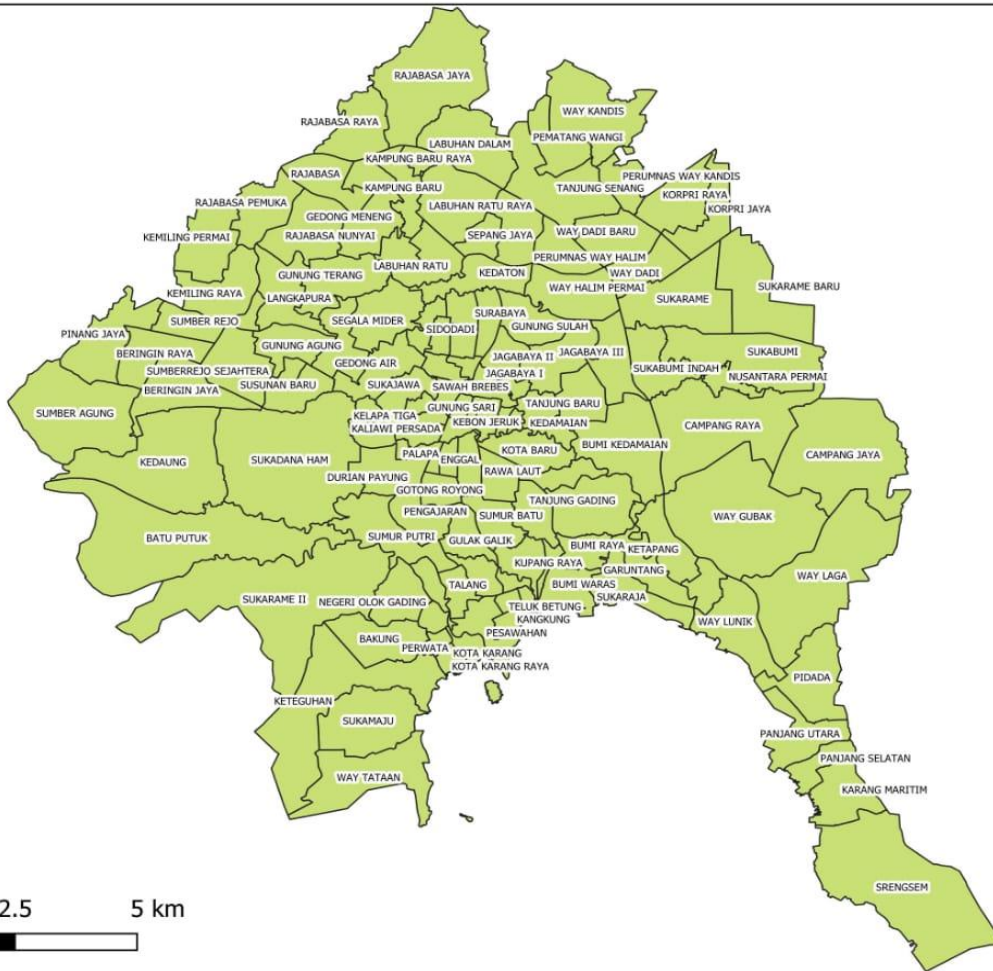 RAJABASA JAYA
WAY KANDIS
RAJABASA RAYA
PEMATANG WANGI
LABUHAN DALAM
KAMPUNG BARU RAYA
RAJABASA
PERUMNAS WAY KANDIS
KAMPUNG BARU
TANJUNG SENANG
KORPRI RAYA
RAJABASA PEMUKA
LABUHAN RATU RAYA
KORPRI JAYA
GEDONG MENENG
KEMILING PERMAI
RAJABASA NUNYAI
SEPANG JAYA
WAY DADI BARU
PERUMNAS WAY HALIM
LABUHAN RATU
GUNUNG TERANG
KEDATON
WAY DADI
WAY HALIM PERMAI
SUKARAME BARU
KEMILING RAYA
LANGKAPURA
SUKARAME
SURABAYA
SUMBER REJO
SEGALA MIDER
SIDODADI
GUNUNG SULAH
PINANG JAYA
GUNUNG AGUNG
BERINGIN RAYA
JAGABAYA II
JAGABAYA III
SUKABUMI
GEDONG AIR
SUMBERREJO SEJAHTERA
JAGABAYA I
SUKABUMI INDAH
NUSANTARA PERMAI
BERINGIN JAYA
SUSUNAN BARU
SUKAJAWA
SAWAH BREBES
SUMBER AGUNG
GUNUNG SARI
TANJUNG BARU
KELAPA TIGA
KALIAWI PERSADA
KEBON JERUK
KEDAMAIAN
CAMPANG RAYA
BUMI KEDAMAIAN
KEDAUNG
SUKADANA HAM
PALAPA
ENGGAL
KOTA BARU
CAMPANG JAYA
DURIAN PAYUNG
RAWA LAUT
GOTONG ROYONG
TANJUNG GADING
PENGAJARAN
SUMUR BATU
WAY GUBAK
BATU PUTUK
SUMUR PUTRI
GULAK GALIK
BUMI RAYA
KETAPANG
KUPANG RAYA
GARUNTANG
WAY LAGA
TALANG
BUMI WARAS
SUKARAJA
SUKARAME II
NEGERI OLOK GADING
TELUK BETUNG
KANGKUNG
WAY LUNIK
PESAWAHAN
BAKUNG
PERWATA
KOTA KARANG
KOTA KARANG RAYA
PIDADA
KETEGUHAN
SUKAMAJU
PANJANG UTARA
PANJANG SELATAN
WAY TATAAN
KARANG MARITIM
SRENGSEM
2.5 5 km